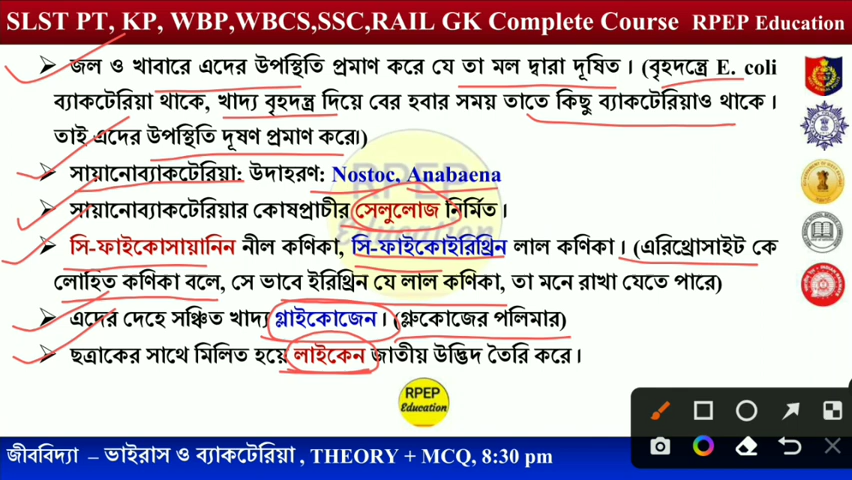 SLST PT, KP, WBP,WBCS,SSC,RAIL GK Complete Course RPEP Education
➤ জল ও খাবারে এদের উপস্থিতি প্রমাণ করে যে তা মল দ্বারা দূষিত । (বৃহদন্ত্রে E. coli
ব্যাকটেরিয়া থাকে, খাদ্য বৃহদন্ত্র দিয়ে বের হবার সময় তাতে কিছু ব্যাকটেরিয়াও থাকে ।
তাই এদের উপস্থিতি দূষণ প্রমাণ করে।)
➤ সায়ানোব্যাকটেরিয়া: উদাহরণ: Nostoc, Anabaena
➤ সায়ানোব্যাকটেরিয়ার কোষপ্রাচীর সেলুলোজ নির্মিত ।
➤ সি-ফাইকোসায়ানিন নীল কণিকা, সি-ফাইকোইরিথ্রিন লাল কণিকা । (এরিথ্রোসাইট কে
লোহিত কণিকা বলে, সে ভাবে ইরিথ্রিন যে লাল কণিকা, তা মনে রাখা যেতে পারে)
➤ এদের দেহে সঞ্চিত খাদ্য গ্লাইকোজেন । (গ্লুকোজের পলিমার)
➤ ছত্রাকের সাথে মিলিত হয়ে লাইকেন জাতীয় উদ্ভিদ তৈরি করে ।
RPEP
Education
জীববিদ্যা – ভাইরাস ও ব্যাকটেরিয়া , THEORY + MCQ, 8:30 pm